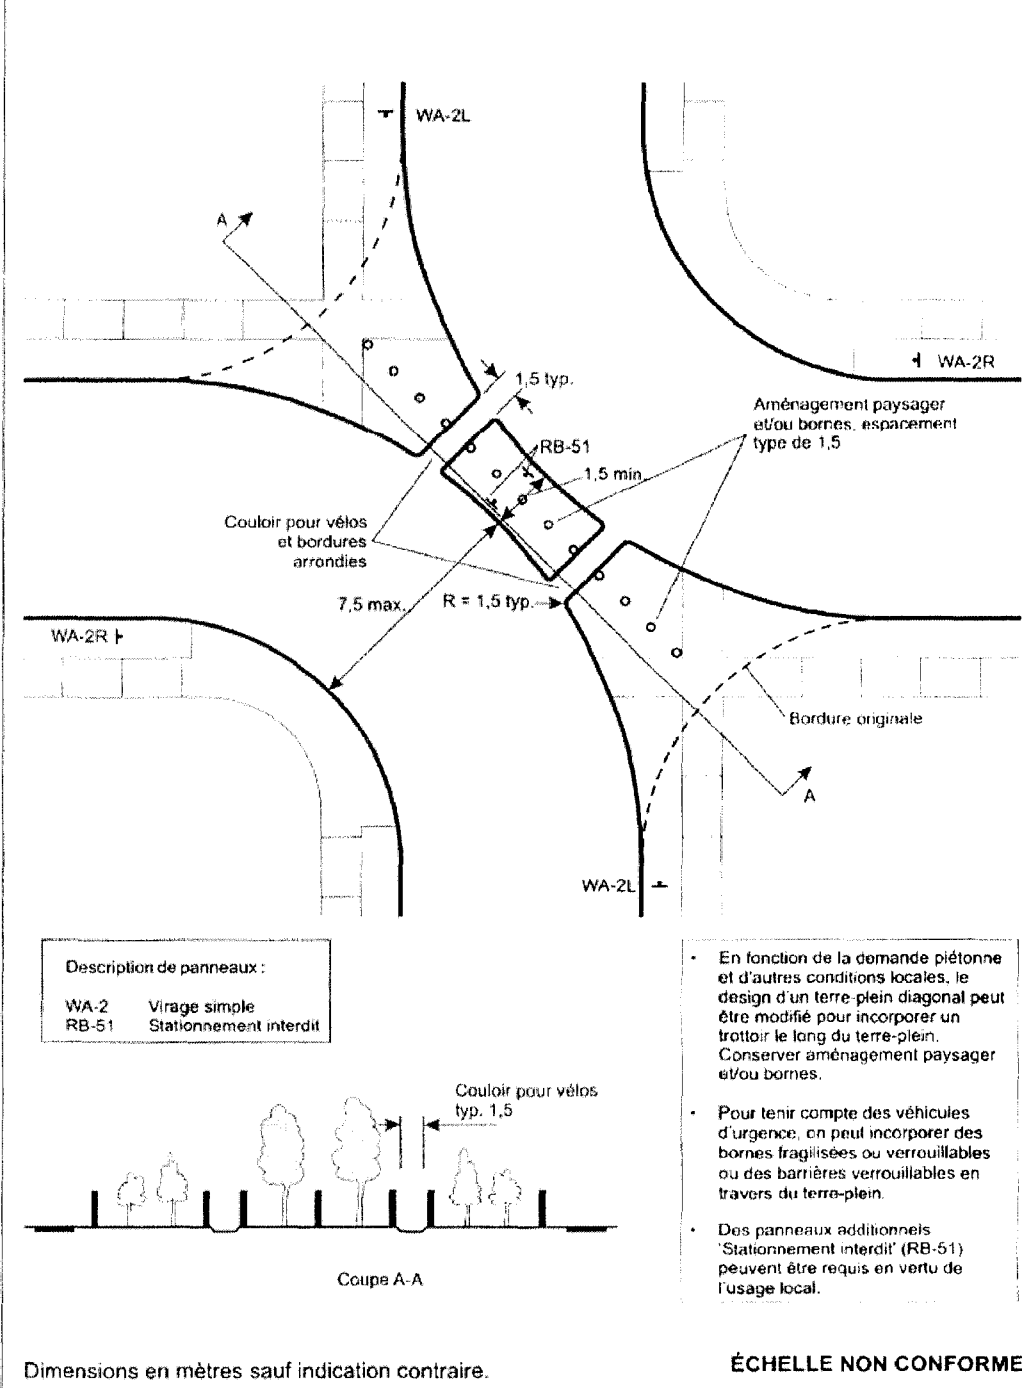 WA-2L
A
WA-2R
1,5 typ.
Aménagement paysager
et/ou bornes, espacement
type de 1,5
RB-51
1,5 min.
Couloir pour vélos
et bordures
arrondies
7,5 max.
R = 1,5 typ.
WA-2R
Bordure originale
A
WA-2L
Description de panneaux :
WA-2 Virage simple
RB-51 Stationnement interdit
• En fonction de la demande piétonne
et d'autres conditions locales, le
design d'un terre-plein diagonal peut
être modifié pour incorporer un
trottoir le long du terre-plein.
Conserver aménagement paysager
et/ou bornes.
• Pour tenir compte des véhicules
d'urgence, on peut incorporer des
bornes fragilisées ou verrouillables
ou des barrières verrouillables en
travers du terre-plein.
• Des panneaux additionnels
'Stationnement interdit' (RB-51)
peuvent être requis en vertu de
l'usage local.
Couloir pour vélos
typ. 1,5
Coupe A-A
Dimensions en mètres sauf indication contraire.
ÉCHELLE NON CONFORME